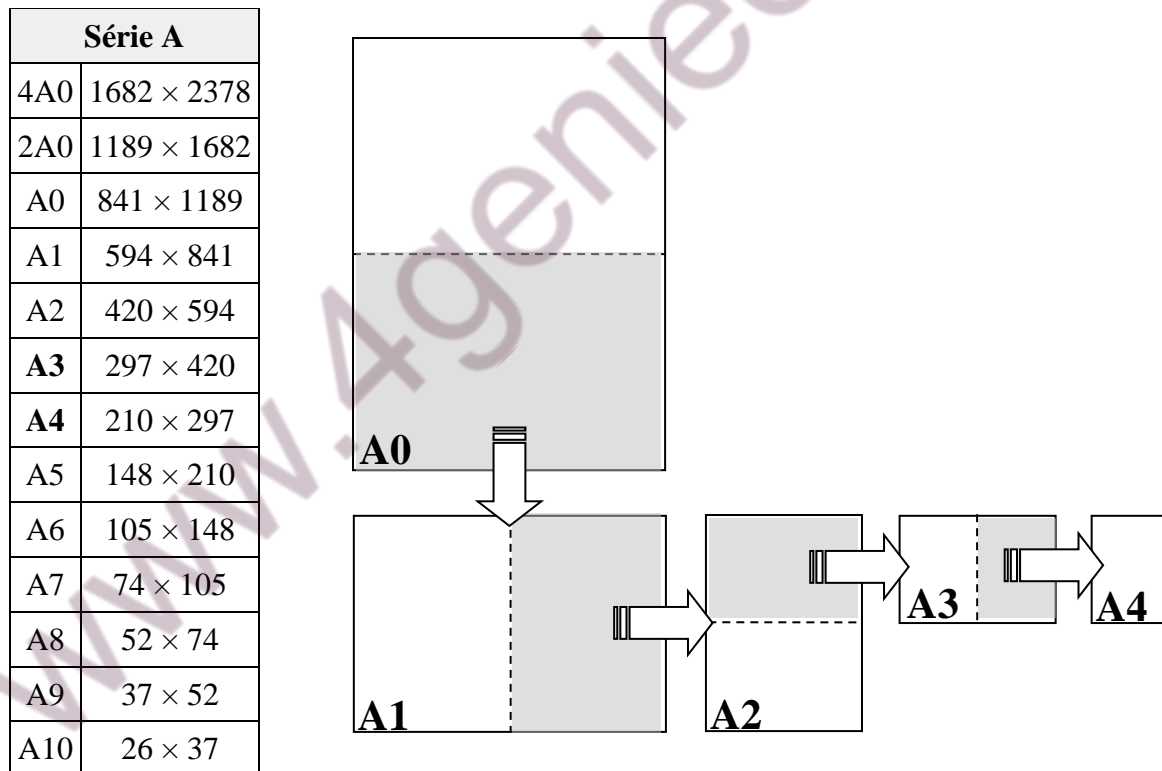 Série A
4A0 1682 × 2378
2A0 1189 × 1682
A0 841 × 1189
A1 594 × 841
A2 420 × 594
A3 297 × 420
A4 210 × 297
A5 148 × 210
A6 105 × 148
A7 74 × 105
A8 52 × 74
A9 37 × 52
A10 26 × 37
A0
A1
A2
A3
A4
www.4genie